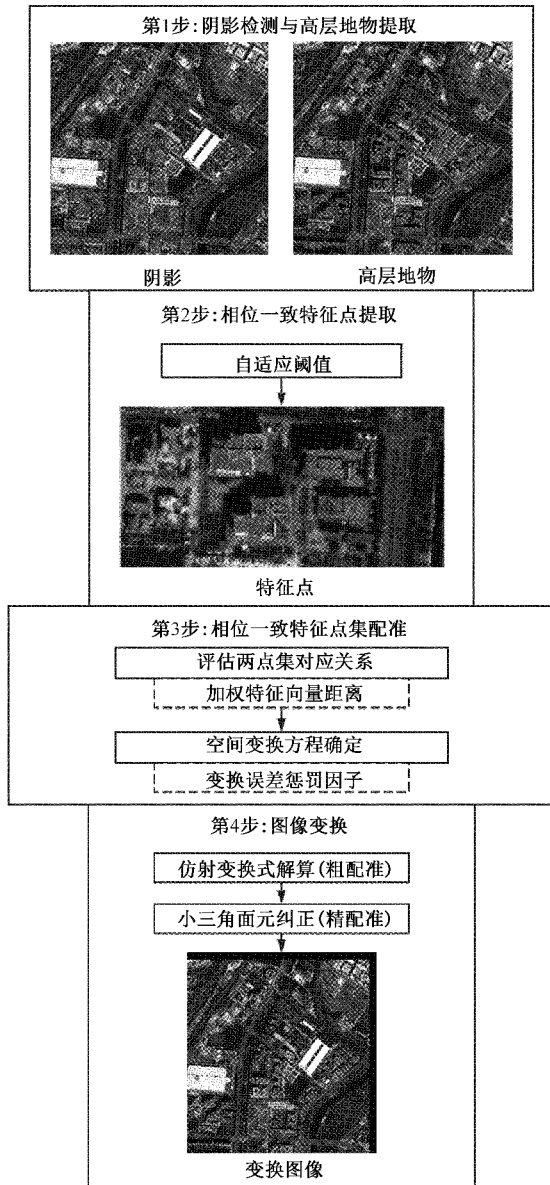 第1步:阴影检测与高层地物提取
阴影
高层地物
第2步:相位一致特征点提取
自适应阈值
特征点
第3步:相位一致特征点集配准
评估两点集对应关系
加权特征向量距离
空间变换方程确定
变换误差惩罚因子
第4步:图像变换
仿射变换式解算(粗配准)
小三角面元纠正(精配准)
变换图像